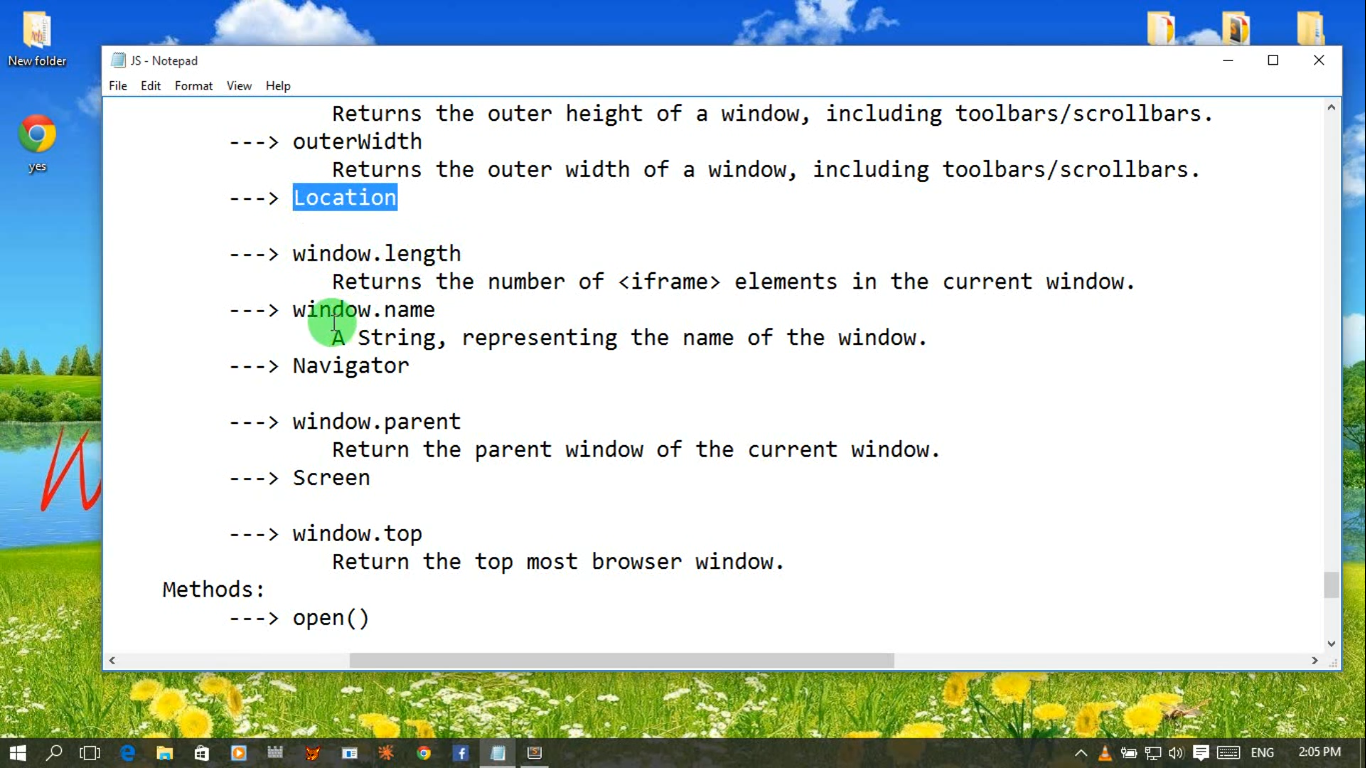 New folder
yes
JS - Notepad
File Edit Format View Help
Returns the outer height of a window, including toolbars/scrollbars.
---> outerWidth
Returns the outer width of a window, including toolbars/scrollbars.
---> Location
---> window.length
Returns the number of <iframe> elements in the current window.
---> window.name
A String, representing the name of the window.
---> Navigator
---> window.parent
Return the parent window of the current window.
---> Screen
---> window.top
Return the top most browser window.
Methods:
---> open()
ENG 2:05 PM